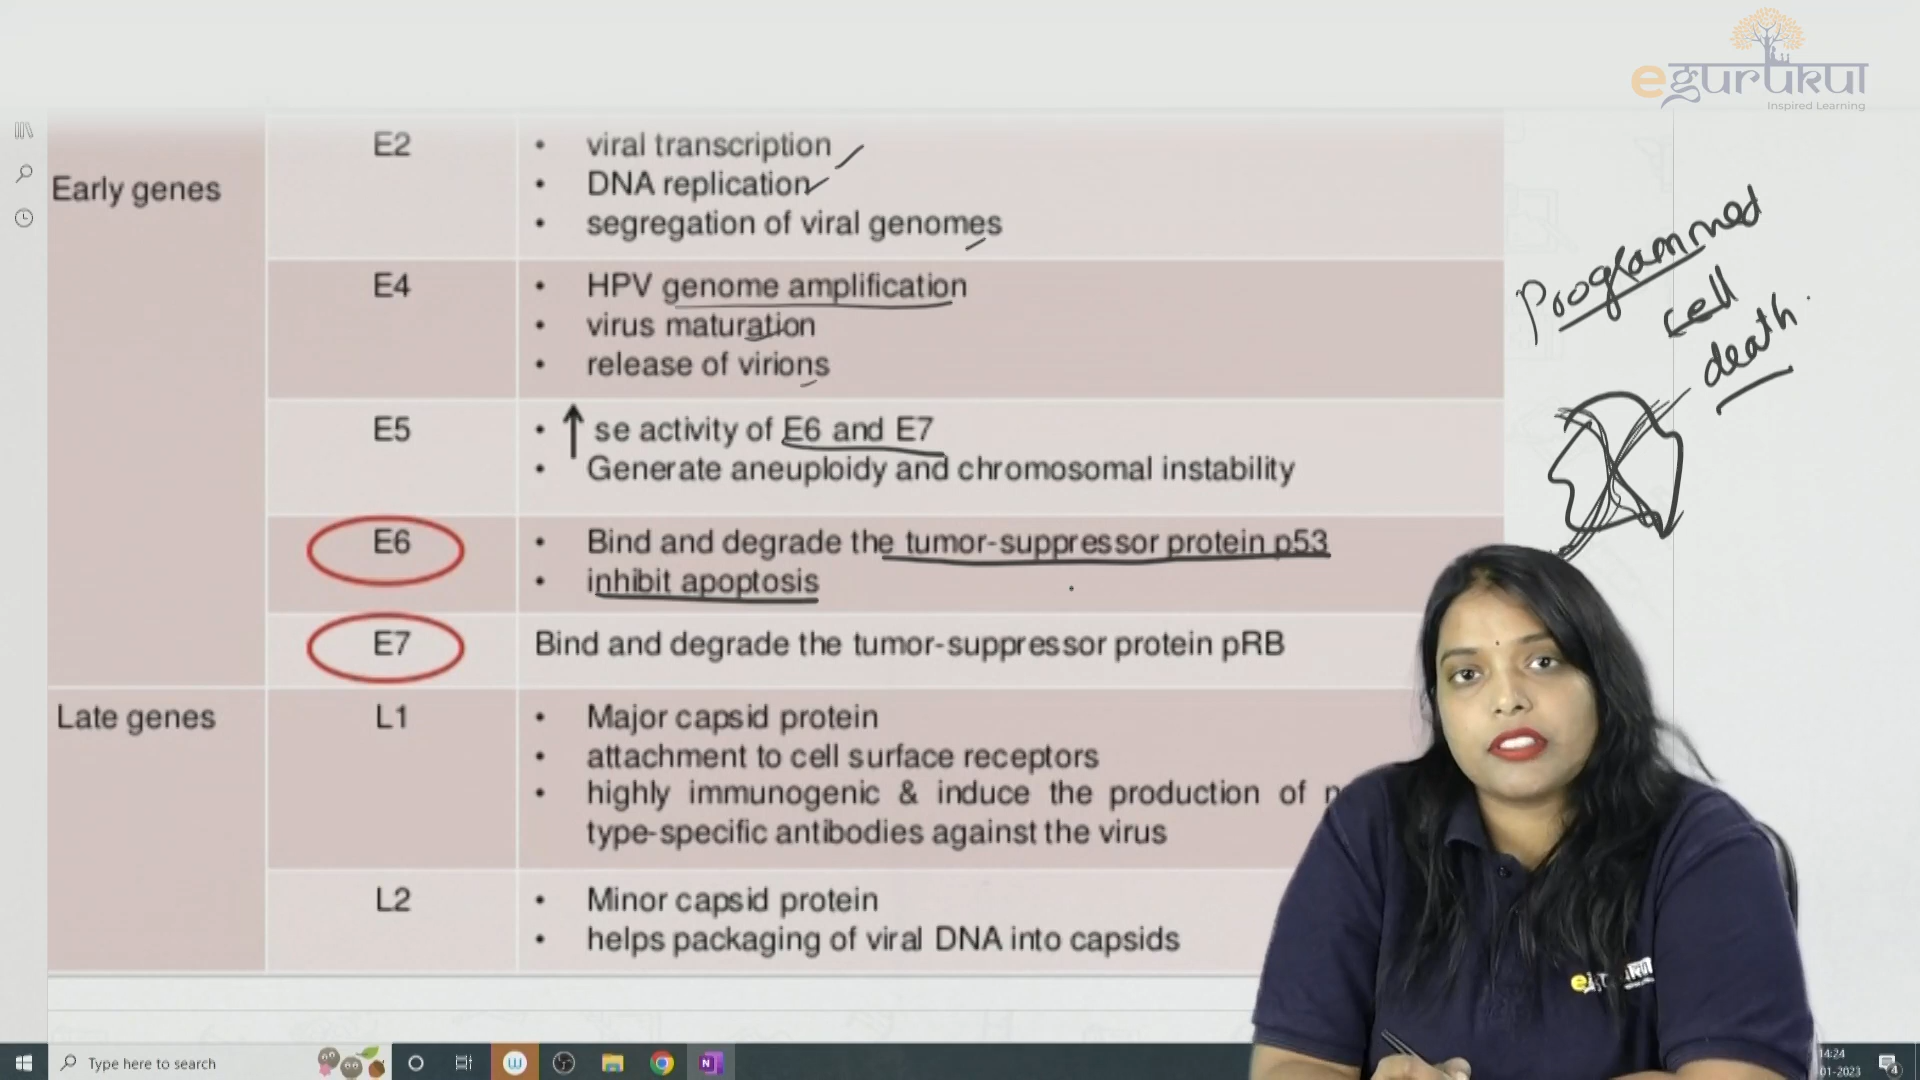 egurukul
Inspired Learning
Early genes
E2
• viral transcription
• DNA replication
• segregation of viral genomes
E4
• HPV genome amplification
• virus maturation
• release of virions
E5
• ↑ se activity of E6 and E7
• Generate aneuploidy and chromosomal instability
E6
• Bind and degrade the tumor-suppressor protein p53
• inhibit apoptosis
E7
Bind and degrade the tumor-suppressor protein pRB
Late genes
L1
• Major capsid protein
• attachment to cell surface receptors
• highly immunogenic & induce the production of
type-specific antibodies against the virus
L2
• Minor capsid protein
• helps packaging of viral DNA into capsids
Programmed
cell
death.
Type here to search
14:24
01-2023
4